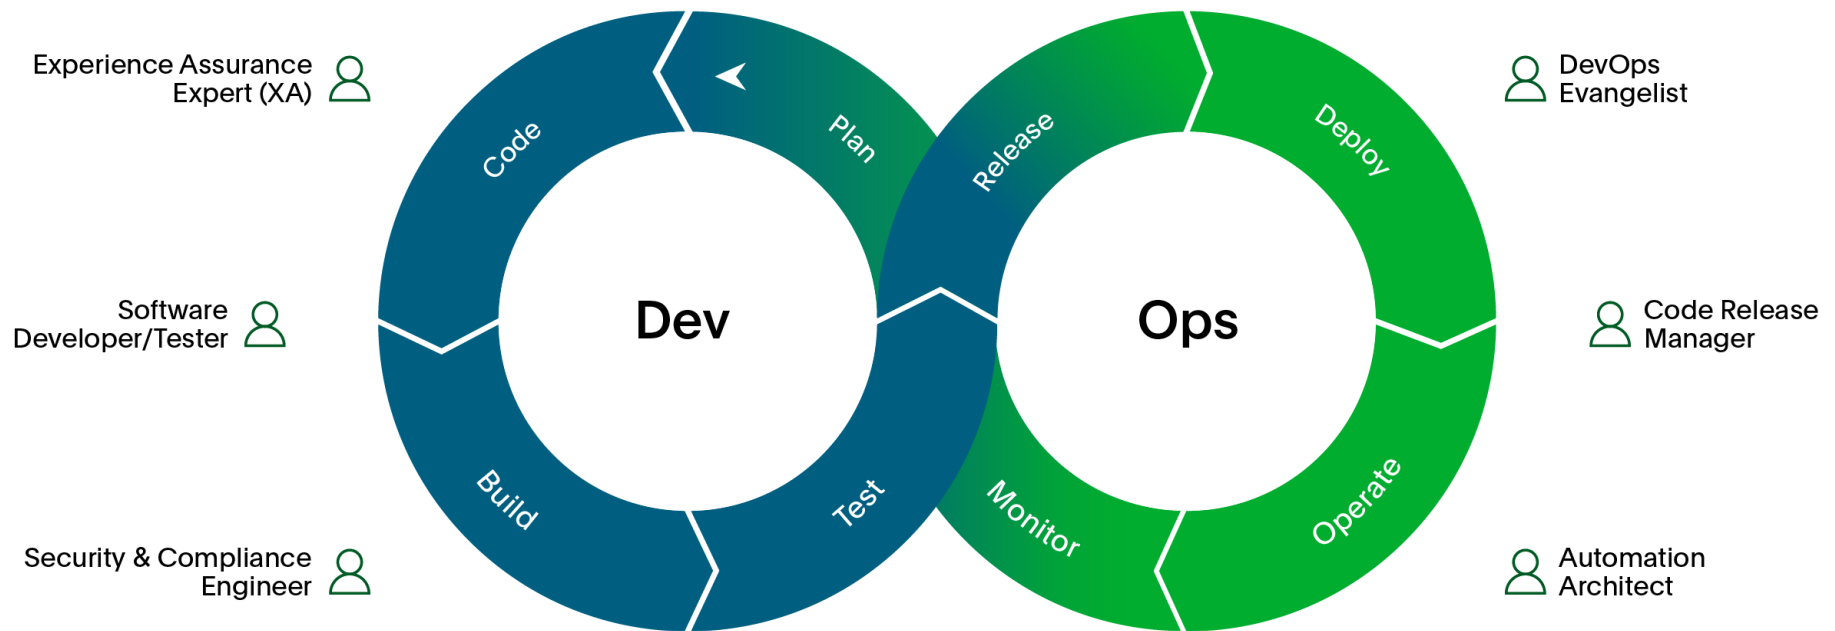 Experience Assurance
Expert (XA)
Software
Developer/Tester
Security & Compliance
Engineer
Code
Plan
Dev
Build
Test
Release
Deploy
Ops
Monitor
Operate
DevOps
Evangelist
Code Release
Manager
Automation
Architect